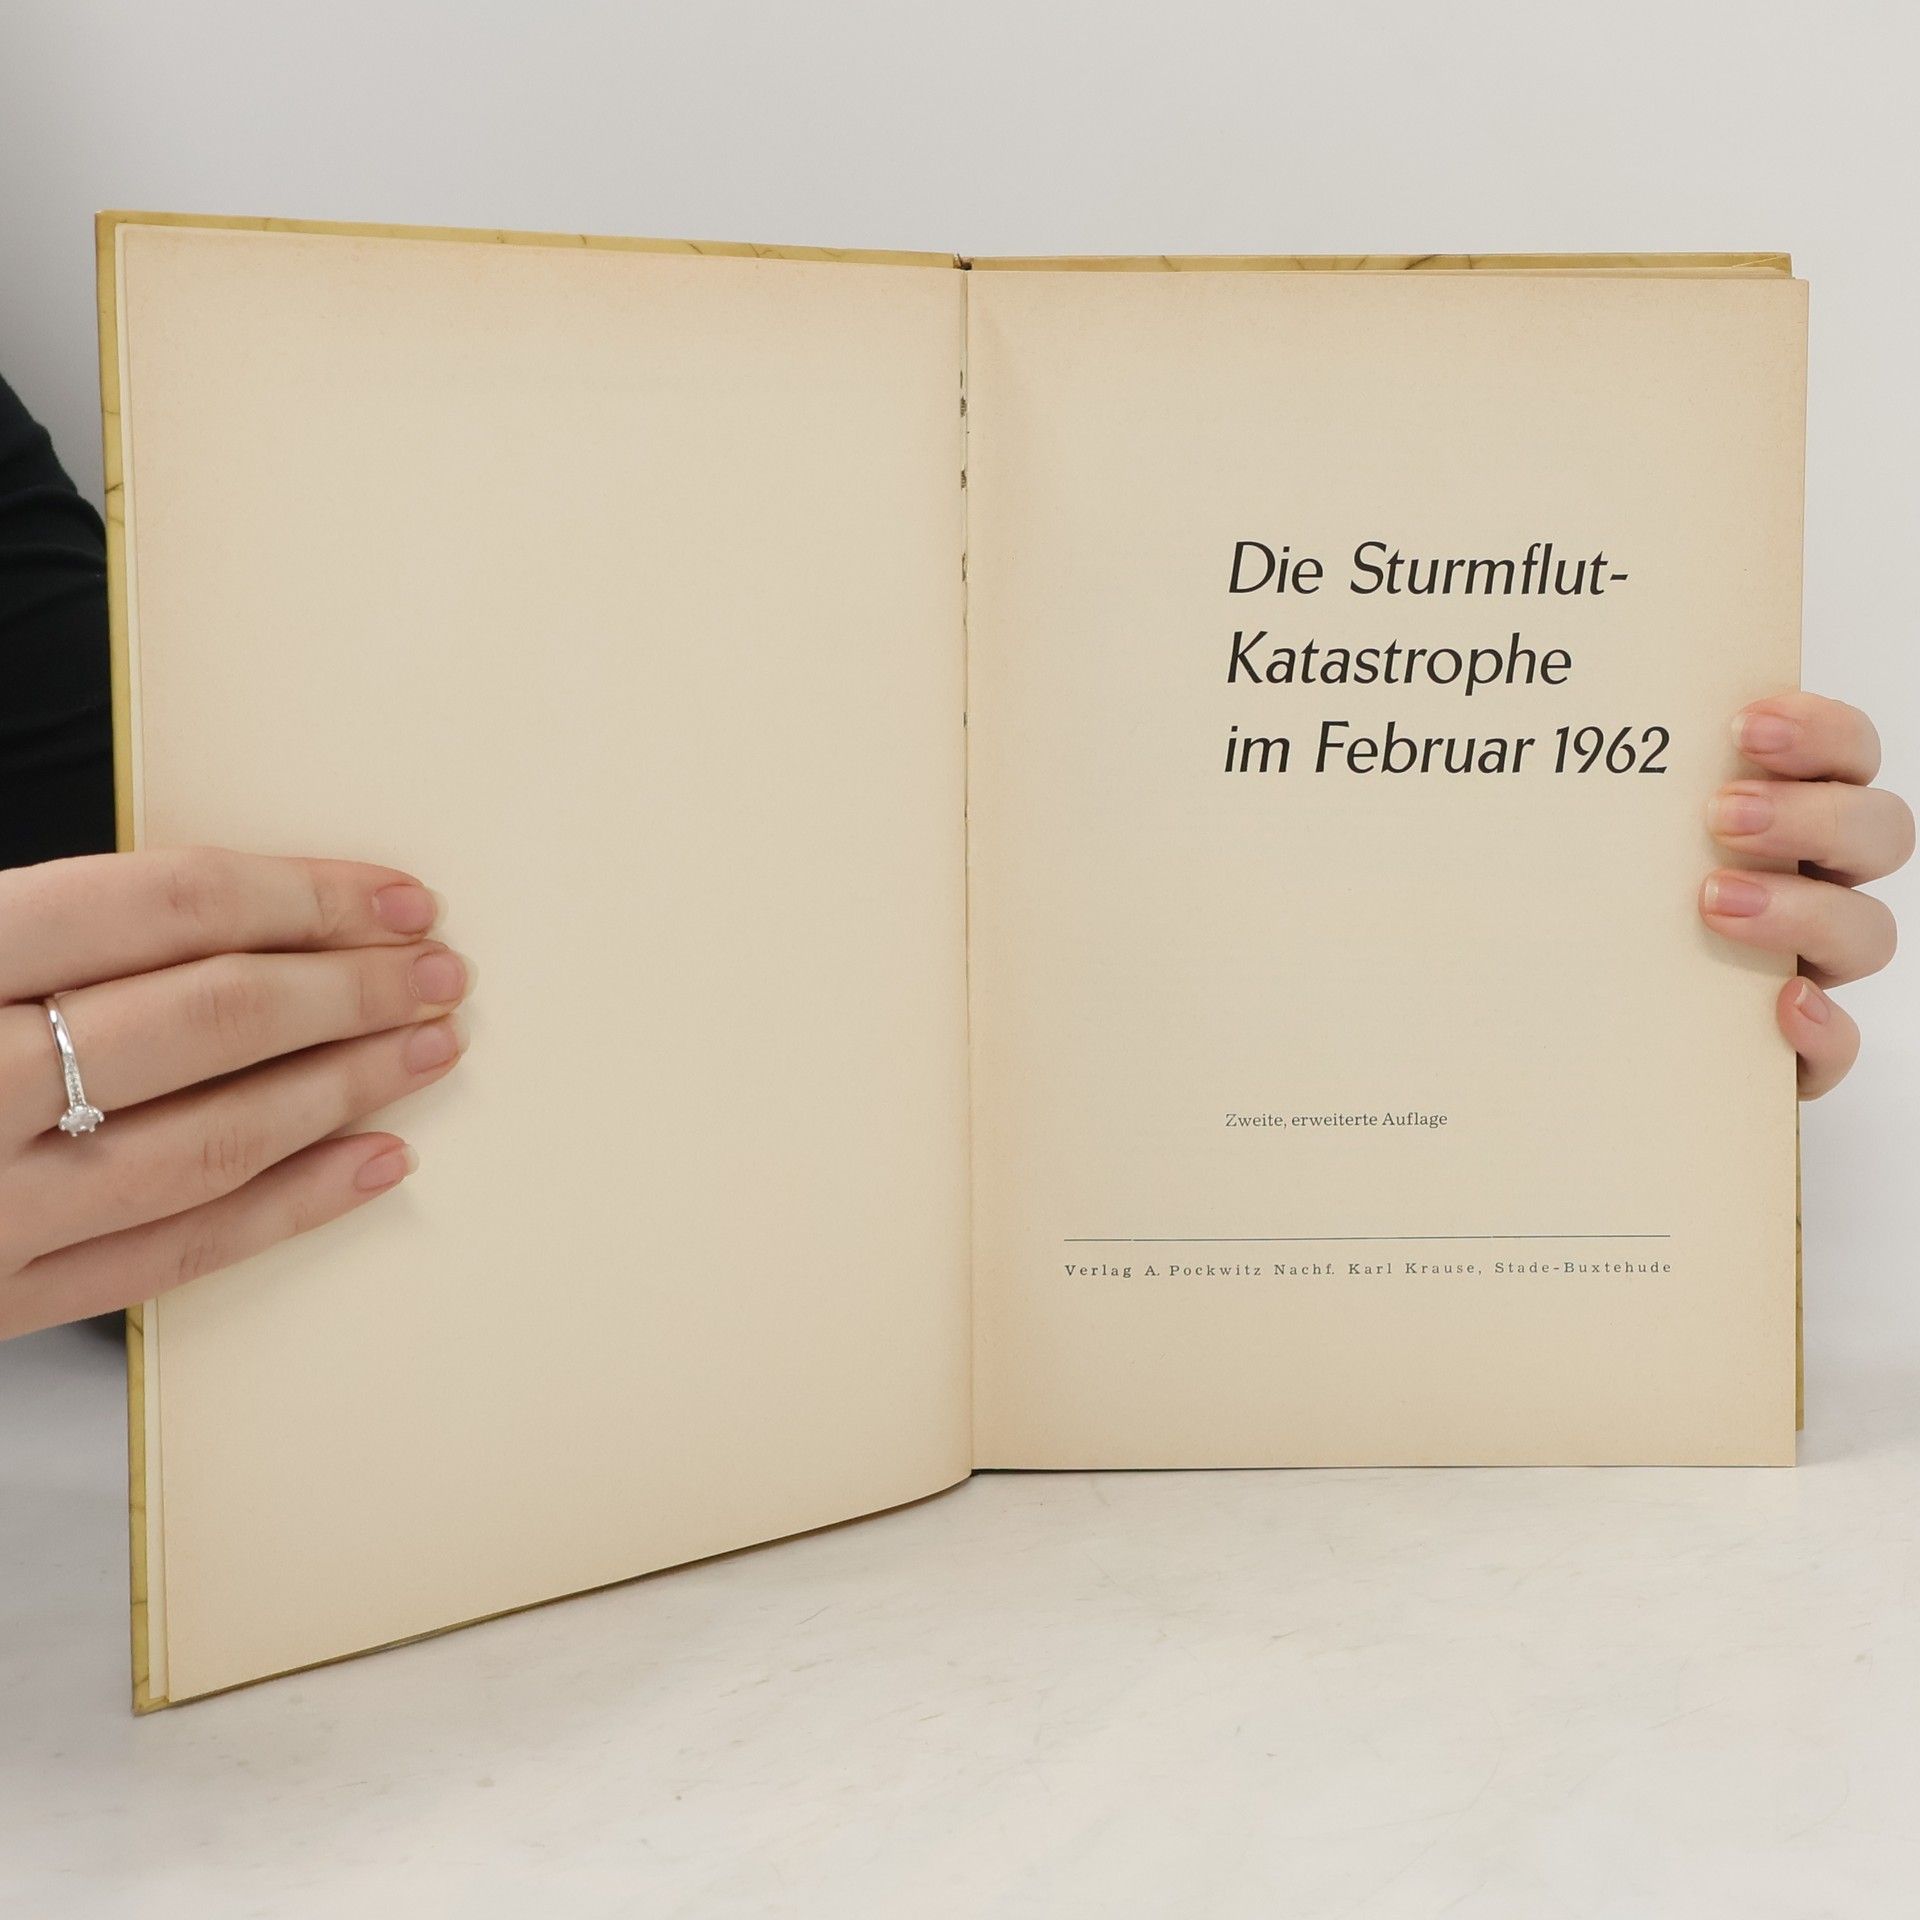 Die Sturmflut-
Katastrophe
im Februar 1962
Zweite, erweiterte Auflage
Verlag A. Pockwitz Nachf. Karl Krause, Stade-Buxtehude